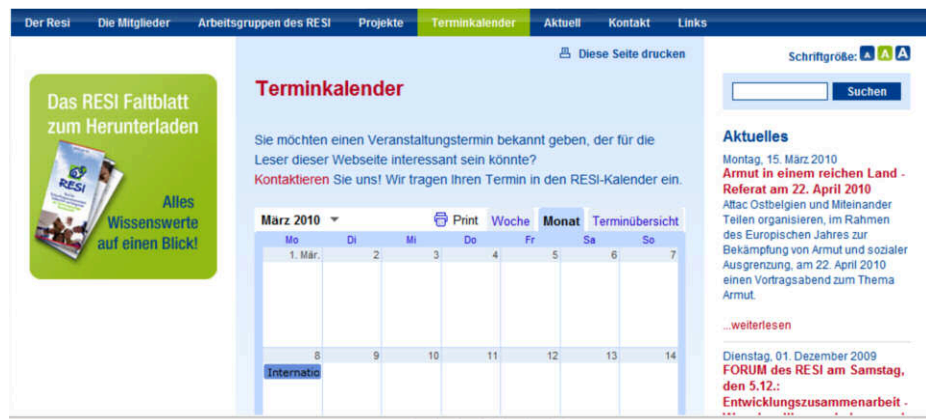 Der Resi Die Mitglieder Arbeitsgruppen des RESI Projekte Terminkalender Aktuell Kontakt Links
Das RESI Faltblatt
zum Herunterladen
RESI
Alles
Wissenswerte
auf einen Blick!
Diese Seite drucken
Terminkalender
Sie möchten einen Veranstaltungstermin bekannt geben, der für die
Leser dieser Webseite interessant sein könnte?
Kontaktieren Sie uns! Wir tragen Ihren Termin in den RESI-Kalender ein.
März 2010 Print Woche Monat Terminübersicht
Mo Di Mi Do Fr Sa So
1. Mär. 2 3 4 5 6 7
8 9 10 11 12 13 14
Internatio
Schriftgröße: A A A
Suchen
Aktuelles
Montag, 15. März 2010
Armut in einem reichen Land -
Referat am 22. April 2010
Attac Ostbelgien und Miteinander
Teilen organisieren, im Rahmen
des Europäischen Jahres zur
Bekämpfung von Armut und sozialer
Ausgrenzung, am 22. April 2010
einen Vortragsabend zum Thema
Armut.
...weiterlesen
Dienstag, 01. Dezember 2009
FORUM des RESI am Samstag,
den 5.12.:
Entwicklungszusammenarbeit -